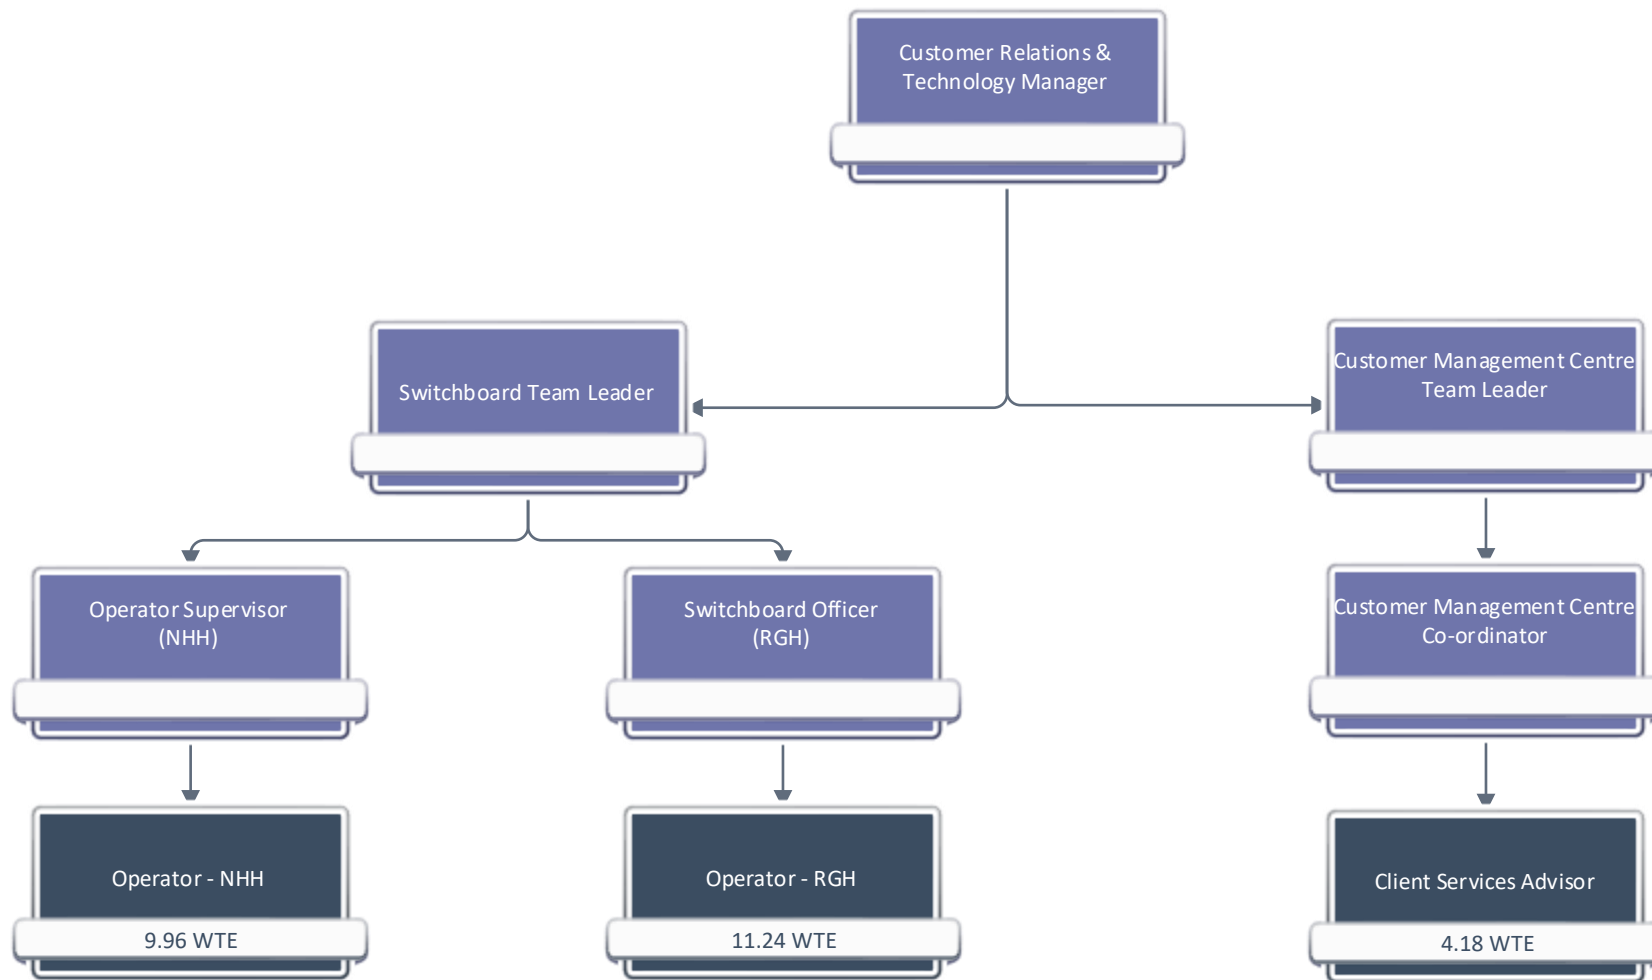 Customer Relations &
Technology Manager
Switchboard Team Leader
Customer Management Centre
Team Leader
Operator Supervisor
(NHH)
Switchboard Officer
(RGH)
Customer Management Centre
Co-ordinator
Operator - NHH
9.96 WTE
Operator - RGH
11.24 WTE
Client Services Advisor
4.18 WTE